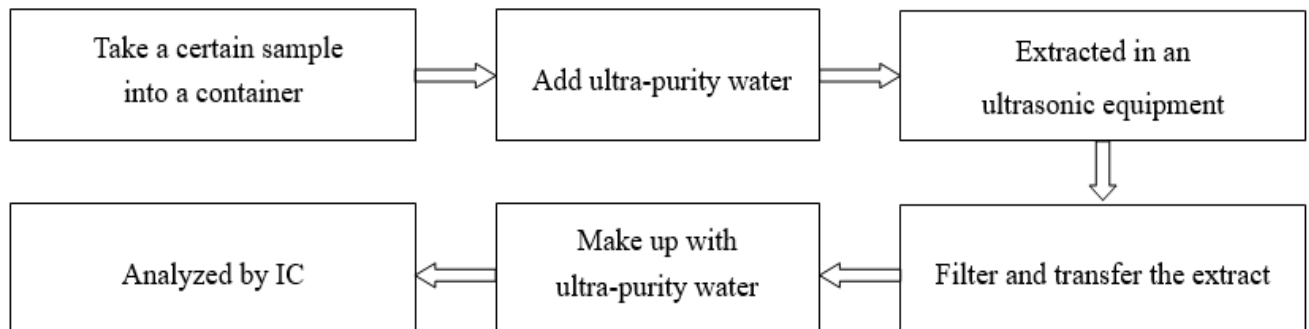 Take a certain sample
into a container
Add ultra-purity water
Extracted in an
ultrasonic equipment
Filter and transfer the extract
Make up with
ultra-purity water
Analyzed by IC